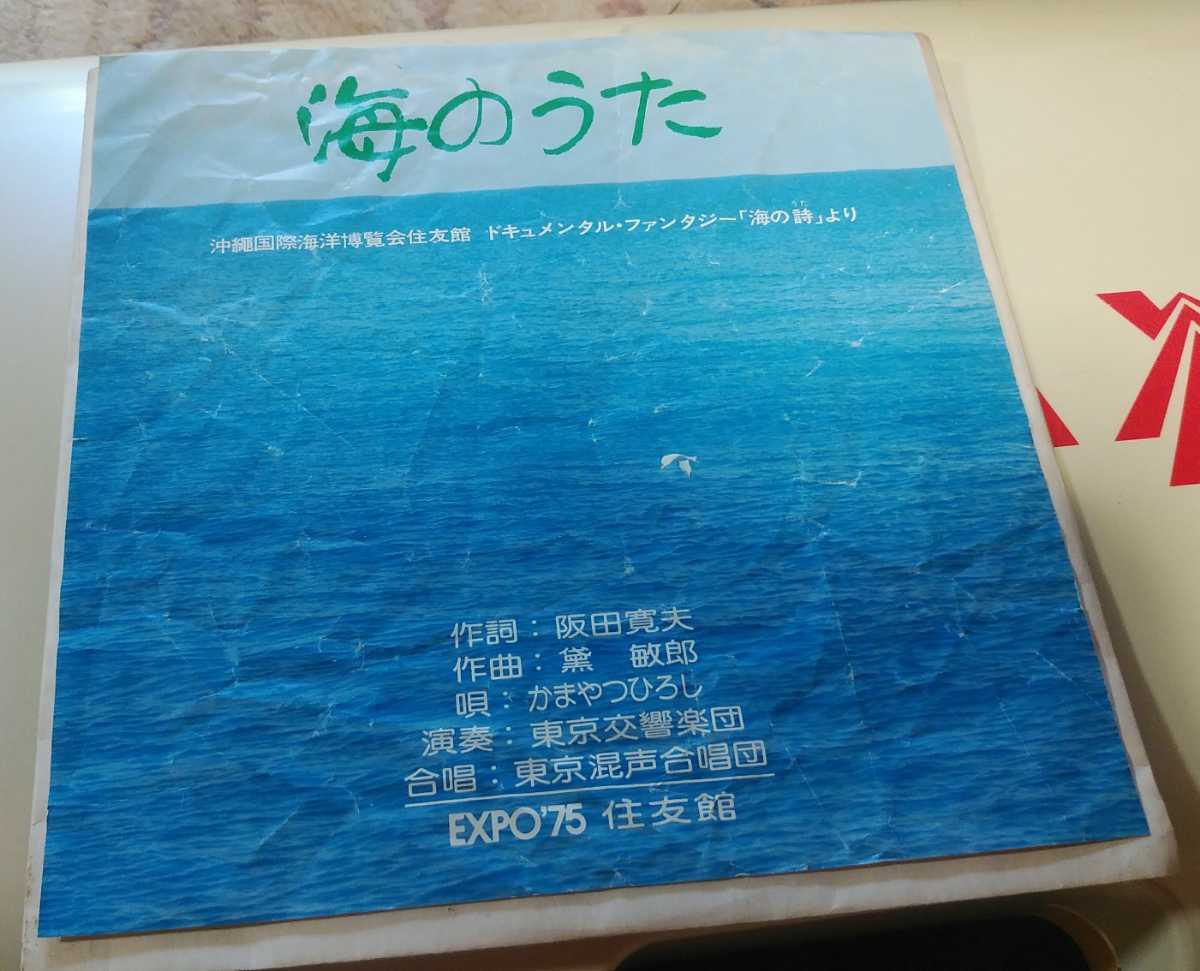 海のうた
沖繩国際海洋博覧会住友館 ドキュメンタル・ファンタジー「海の詩」より
うた
作詞：阪田寛夫
作曲：黛 敏郎
唄：かまやつひろし
演奏：東京交響楽団
合唱：東京混声合唱団
EXPO'75 住友館